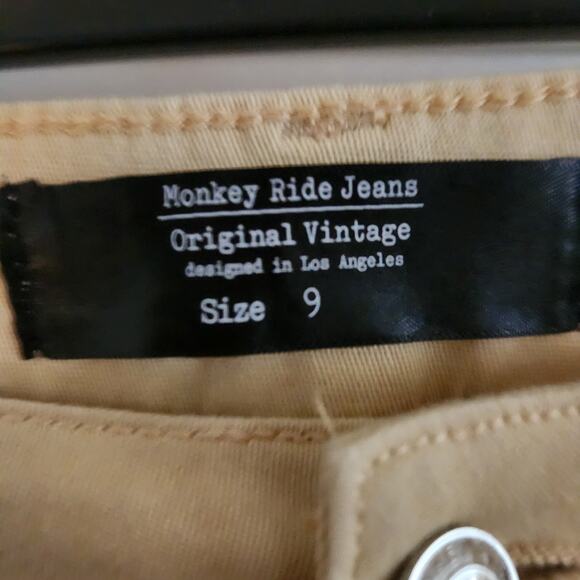 Monkey Ride Jeans
Original Vintage
designed in Los Angeles
Size 9